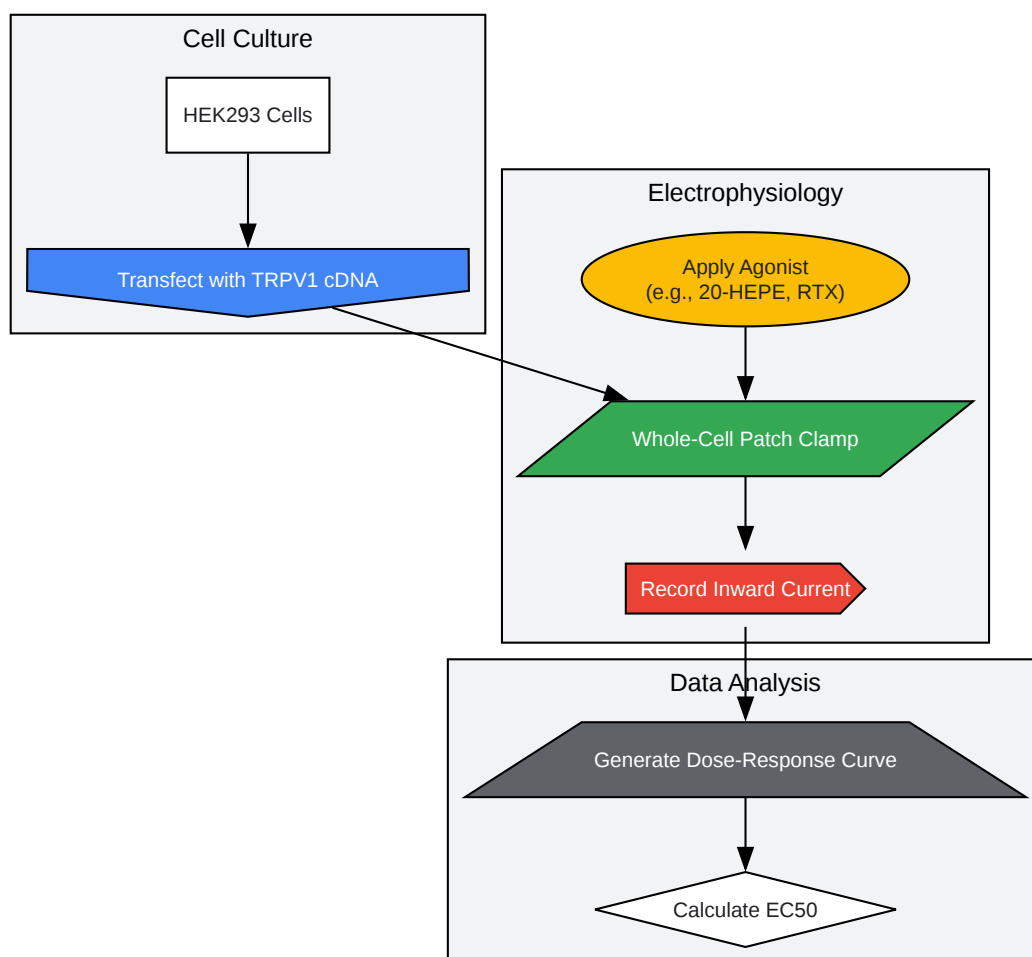 Cell Culture
HEK293 Cells
Transfect with TRPV1 cDNA
Electrophysiology
Apply Agonist
(e.g., 20-HEPE, RTX)
Whole-Cell Patch Clamp
Record Inward Current
Data Analysis
Generate Dose-Response Curve
Calculate EC50